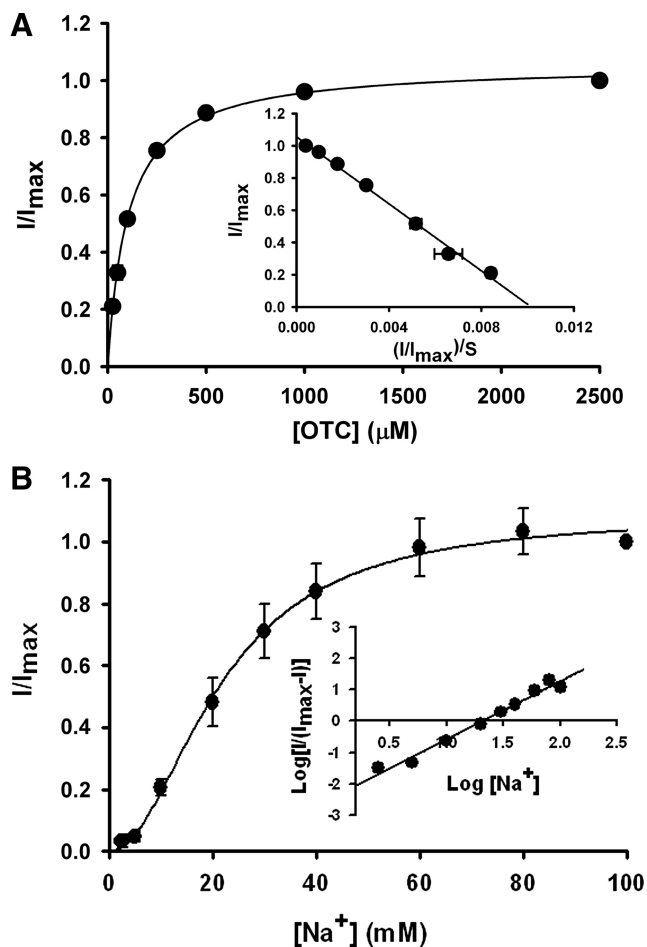 A
1.2
1.0
0.8
0.6
0.4
0.2
0.0
I/Imax
0 500 1000 1500 2000 2500
[OTC] (μM)
1.2
1.0
0.8
0.6
0.4
0.2
0.0
I/Imax
0.000 0.004 0.008 0.012
(I/Imax)/S
B
1.2
1.0
0.8
0.6
0.4
0.2
0.0
I/Imax
0 20 40 60 80 100
[Na+] (mM)
3
2
1
0
-1
-2
-3
Log[I/(Imax-I)]
0.5 1.0 1.5 2.0 2.5
Log [Na+]